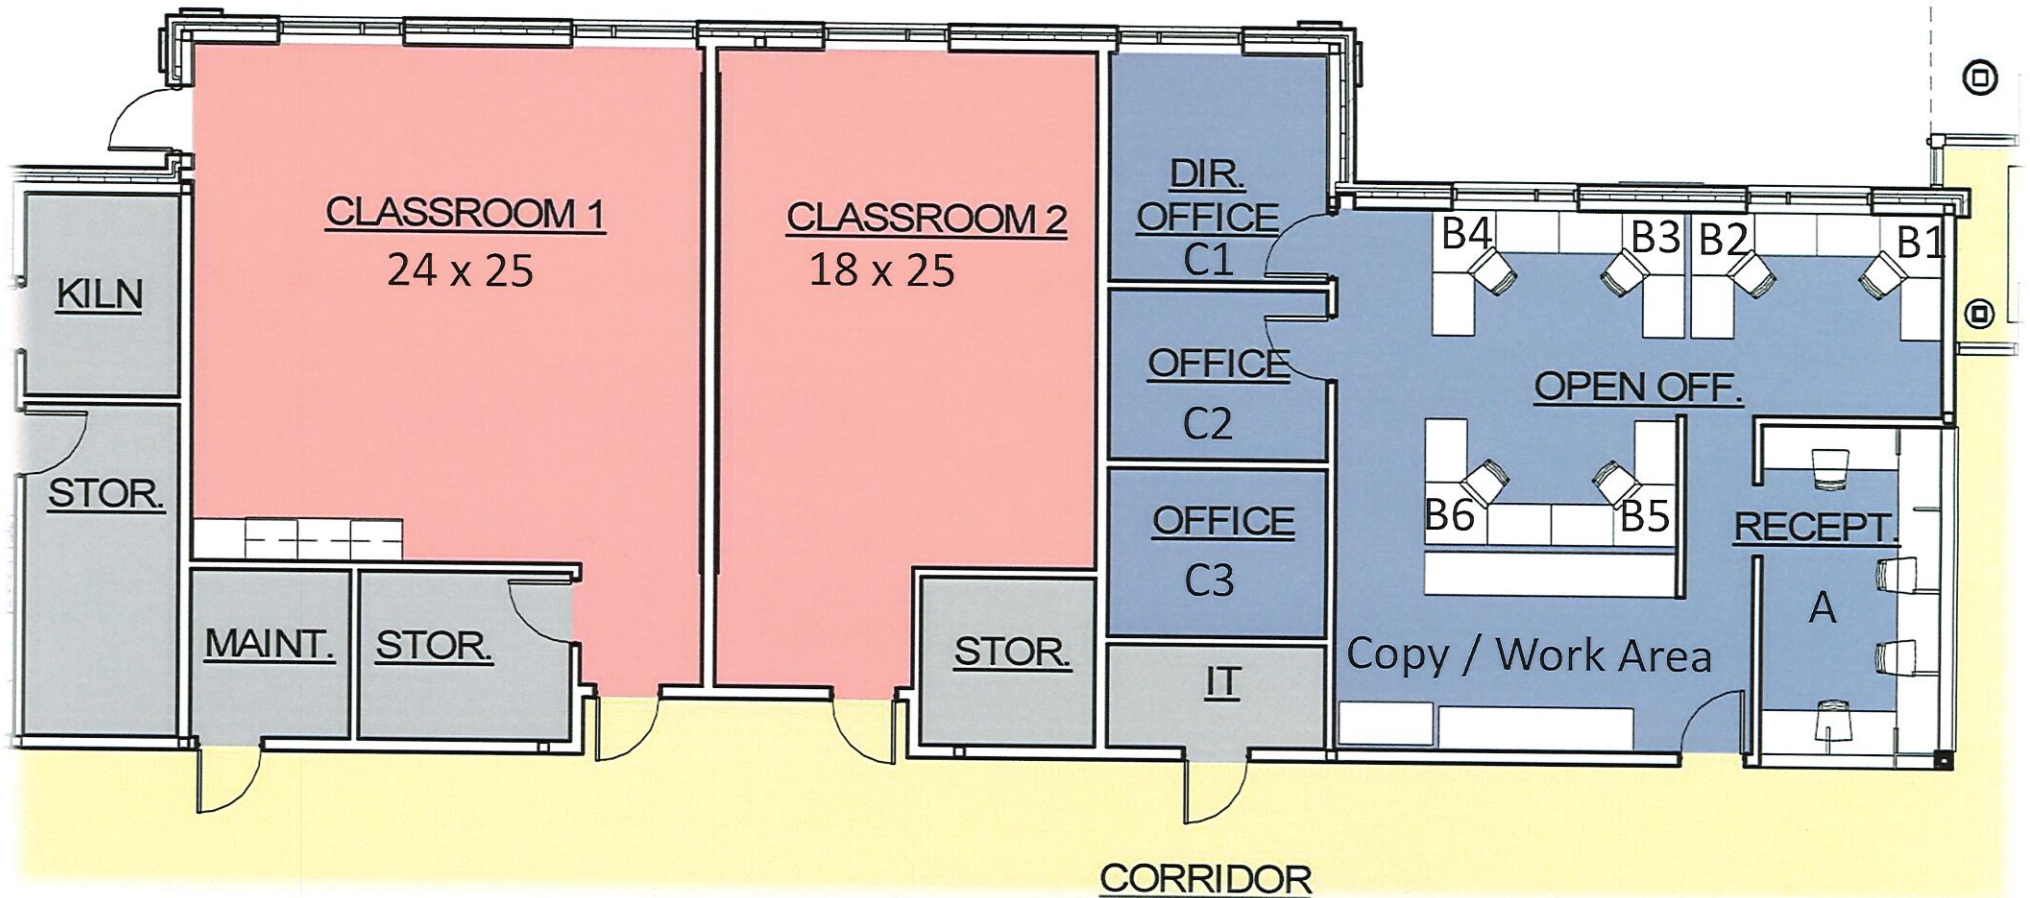 CLASSROOM 1
24 x 25
CLASSROOM 2
18 x 25
DIR.
OFFICE
C1
B4
B3
B2
B1
KILN
OFFICE
C2
OPEN OFF.
STOR.
OFFICE
C3
B6
B5
RECEPT.
A
MAINT.
STOR.
STOR.
IT
Copy / Work Area
CORRIDOR